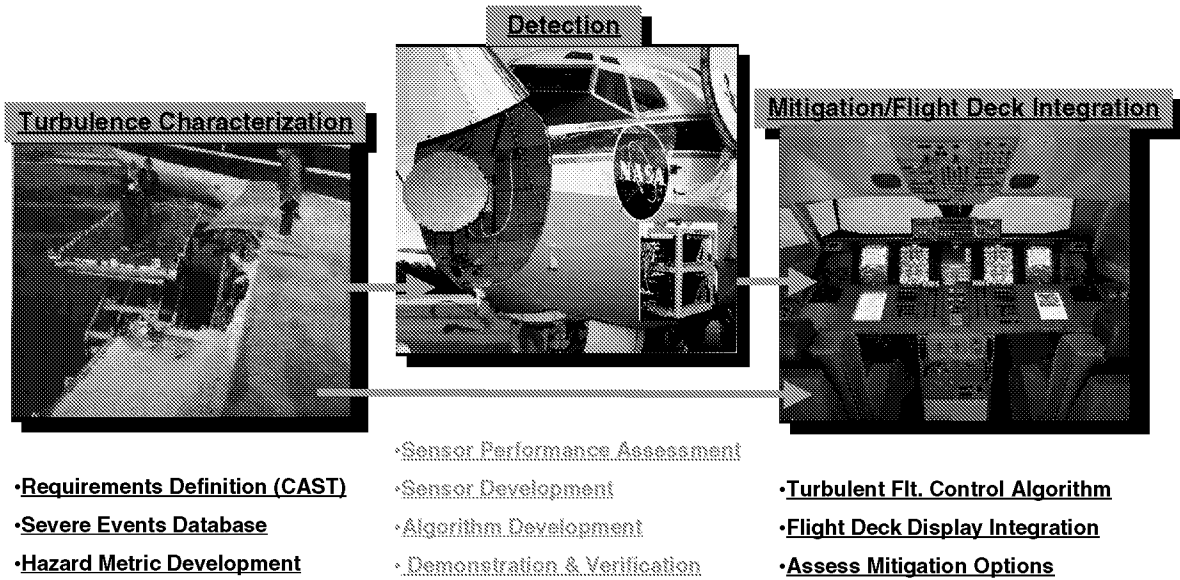 Detection
Turbulence Characterization
Mitigation/Flight Deck Integration
NASA
•Requirements Definition (CAST)
•Severe Events Database
•Hazard Metric Development
•Sensor Performance Assessment
•Sensor Development
•Algorithm Development
• Demonstration & Verification
•Turbulent Flt. Control Algorithm
•Flight Deck Display Integration
•Assess Mitigation Options